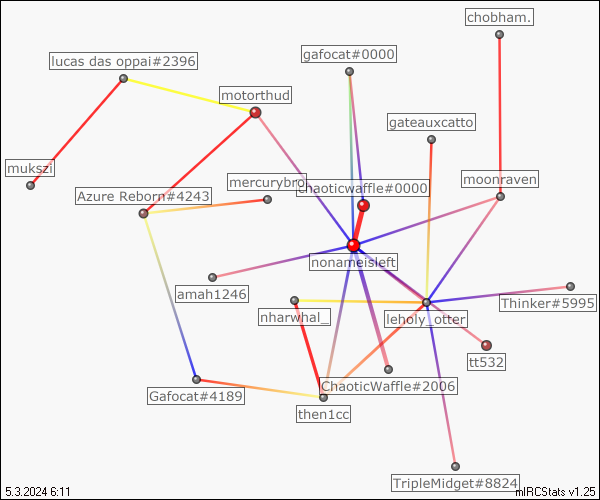 chobham.
gafocat#0000
lucas das oppai#2396
motorthud
gateauxcatto
mukszi
mercurybro
chaoticwaffle#0000
moonraven
Azure Reborn#4243
nonameisleft
amah1246
Thinker#5995
nharwhal_
leholy_otter
tt532
ChaoticWaffle#2006
Gafocat#4189
then1cc
TripleMidget#8824
5.3.2024 6:11
mIRCStats v1.25